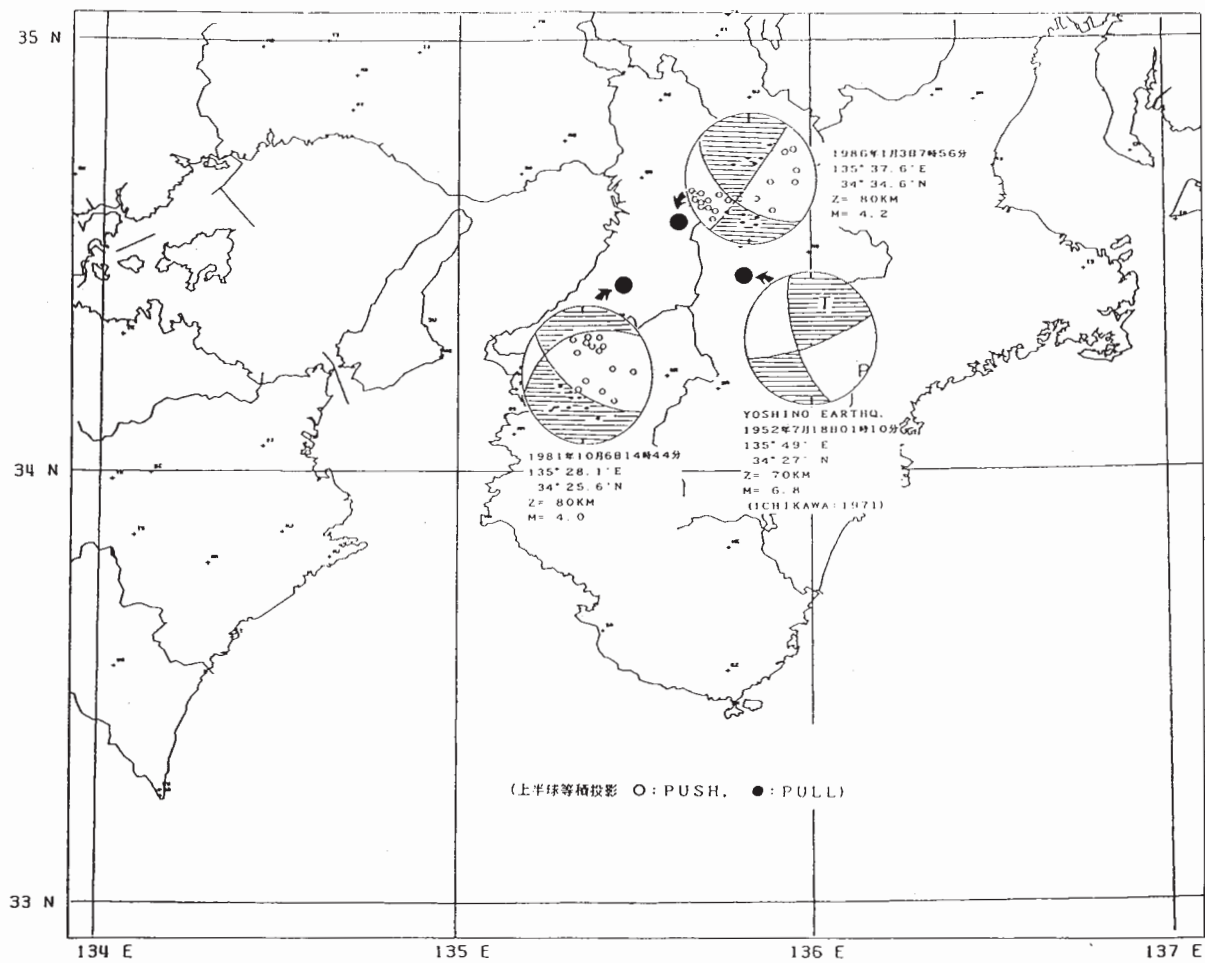 35 N
1986年1月3日7時56分
135° 37.6'E
34° 34.6'N
Z= 80KM
M= 4.2
T
P
YOSHINO EARTHQ.
1952年7月18日01時10分
135° 49' E
34° 27' N
Z= 70KM
M= 6.8
(ICHIKAWA:1971)
1981年10月6日14時44分
135° 28.1'E
34° 25.6'N
Z= 80KM
M= 4.0
34 N
(上半球等積投影 ○:PUSH, ●:PULL)
33 N
134 E
135 E
136 E
137 E